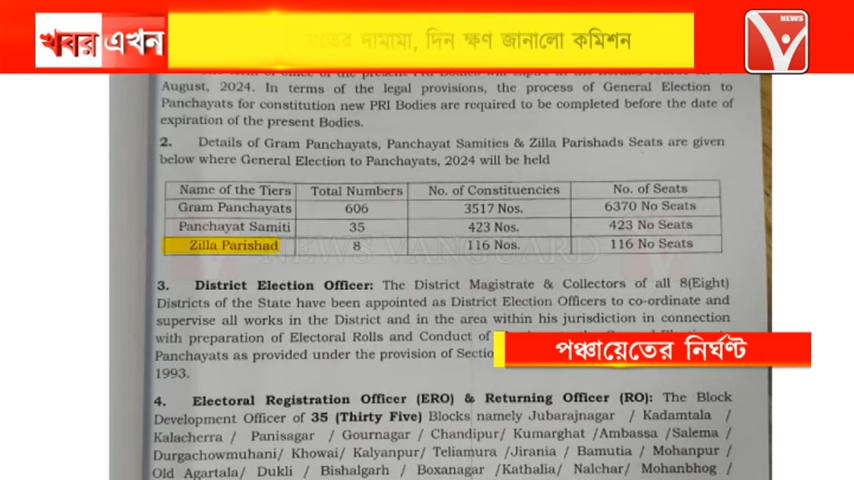 খবর এখন
দামামা, দিন ক্ষণ জানালো কমিশন
NEWS
V
August, 2024. In terms of the legal provisions, the process of General Election to
Panchayats for constitution new PRI Bodies are required to be completed before the date of
expiration of the present Bodies.
2. Details of Gram Panchayats, Panchayat Samities & Zilla Parishads Seats are given
below where General Election to Panchayats, 2024 will be held
Name of the Tiers Total Numbers No. of Constituencies No. of Seats
Gram Panchayats 606 3517 Nos. 6370 No Seats
Panchayat Samiti 35 423 Nos. 423 No Seats
Zilla Parishad 8 116 Nos. 116 No Seats
NEWS VANGUARD
3. District Election Officer: The District Magistrate & Collectors of all 8(Eight)
Districts of the State have been appointed as District Election Officers to co-ordinate and
supervise all works in the District and in the area within his jurisdiction in connection
with preparation of Electoral Rolls and Conduct of
Panchayats as provided under the provision of Section
1993.
পঞ্চায়েতের নির্ঘণ্ট
4. Electoral Registration Officer (ERO) & Returning Officer (RO): The Block
Development Officer of 35 (Thirty Five) Blocks namely Jubarajnagar / Kadamtala /
Kalacherra / Panisagar / Gournagar / Chandipur/ Kumarghat /Ambassa /Salema /
Durgachowmuhani/ Khowai/ Kalyanpur/ Teliamura /Jirania / Bamutia / Mohanpur /
Old Agartala/ Dukli / Bishalgarh / Boxanagar /Kathalia/ Nalchar/ Mohanbhog /